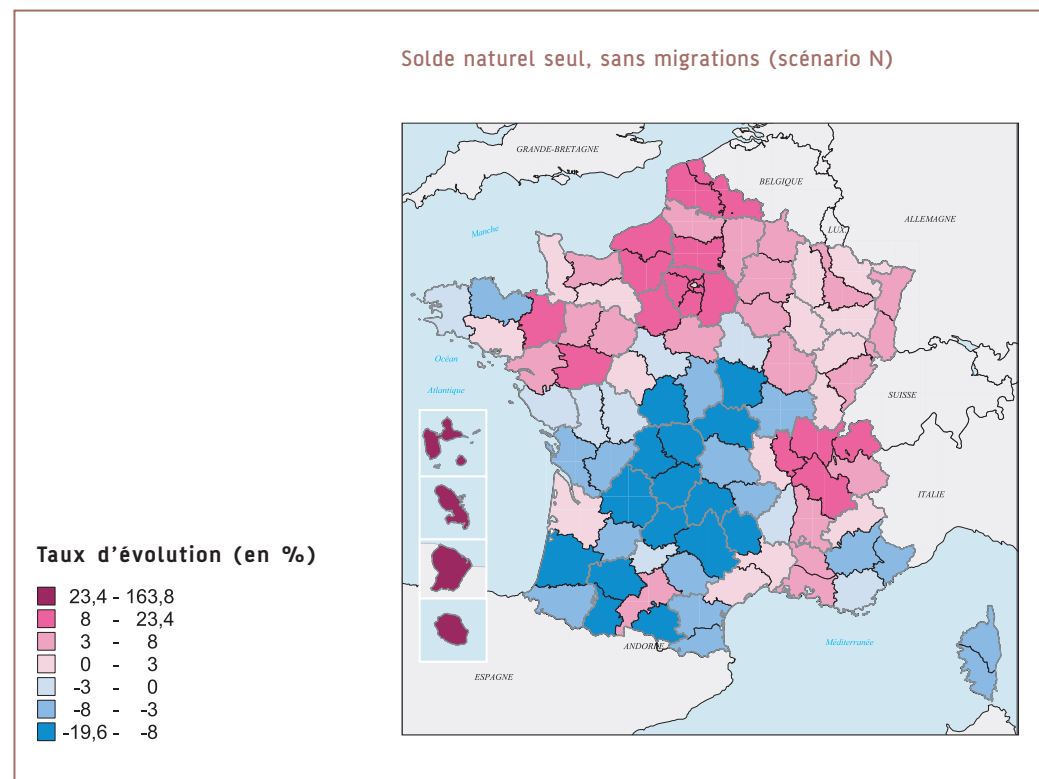 Solde naturel seul, sans migrations (scénario N)
GRANDE-BRETAGNE
BELGIQUE
ALLEMAGNE
LUX.
Manche
Océan
Atlantique
SUISSE
ITALIE
Méditerranée
ANDORRE
ESPAGNE
Taux d'évolution (en %)
23,4 - 163,8
8 - 23,4
3 - 8
0 - 3
-3 - 0
-8 - -3
-19,6 - -8